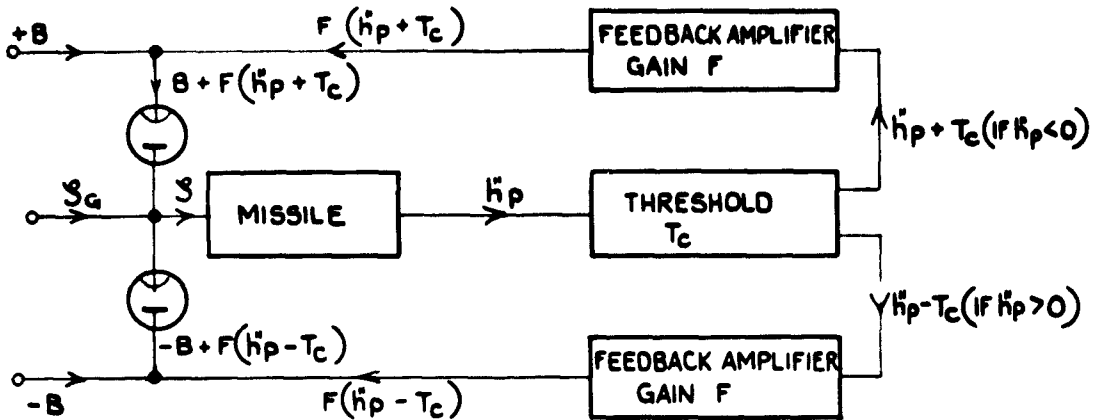 +B
F (ḧp + Tc)
FEEDBACK AMPLIFIER
GAIN F
B + F(ḧp + Tc)
ḧp + Tc (IF ḧp<0)
ζG
ζ
MISSILE
ḧp
THRESHOLD
Tc
ḧp-Tc (IF ḧp>0)
-B + F(ḧp-Tc)
FEEDBACK AMPLIFIER
GAIN F
-B
F(ḧp-Tc)